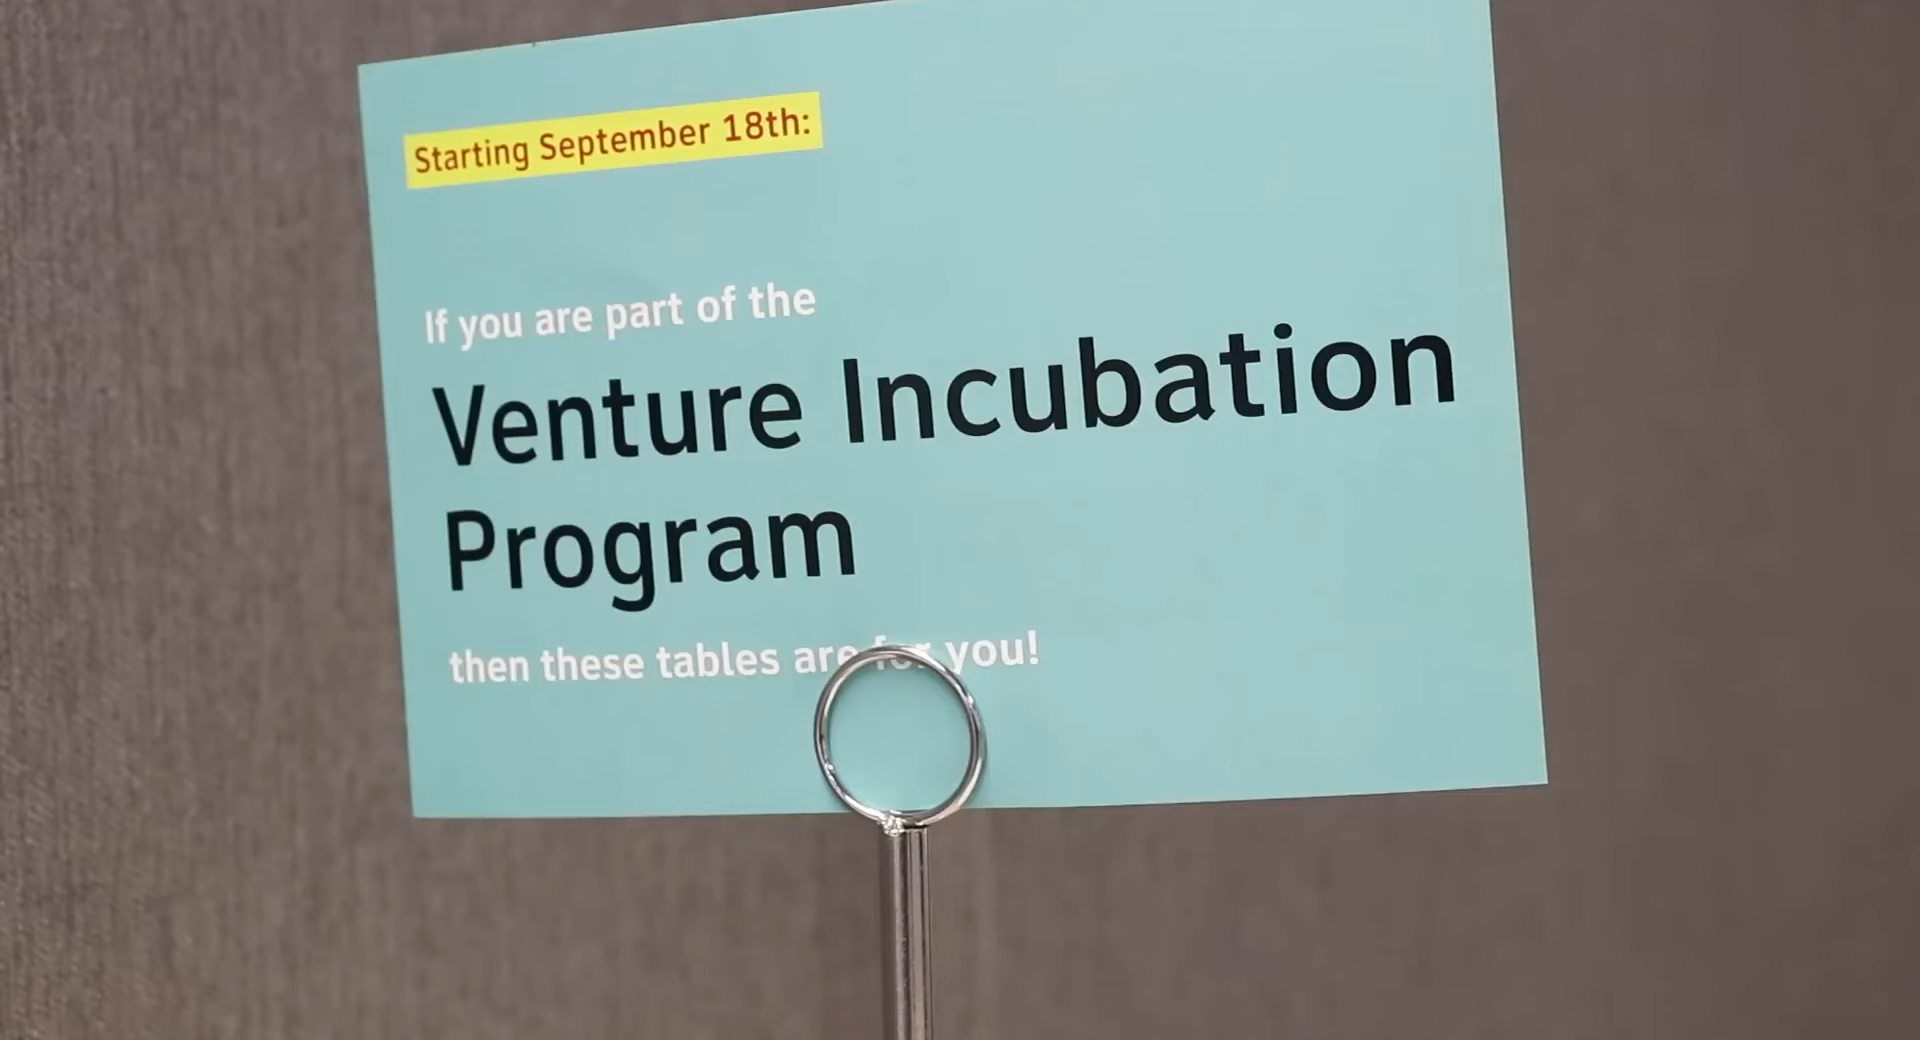 Starting September 18th:
If you are part of the
Venture Incubation
Program
then these tables are for you!